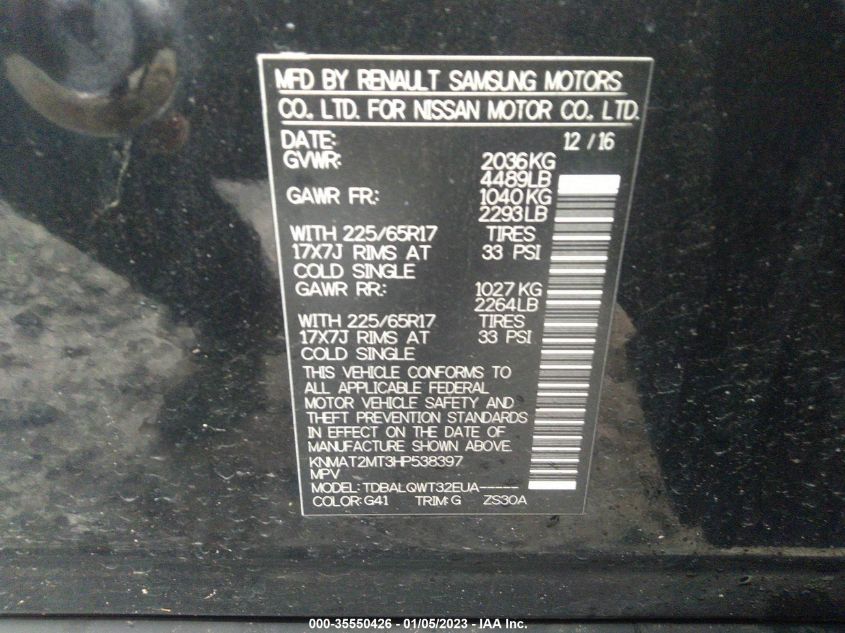 MFD BY RENAULT SAMSUNG MOTORS
CO. LTD. FOR NISSAN MOTOR CO. LTD.
DATE: 12 / 16
GVWR: 2036KG
4489LB
GAWR FR: 1040KG
2293LB
WITH 225/65R17 TIRES
17X7J RIMS AT 33 PSI
COLD SINGLE
GAWR RR: 1027KG
2264LB
WITH 225/65R17 TIRES
17X7J RIMS AT 33 PSI
COLD SINGLE
THIS VEHICLE CONFORMS TO
ALL APPLICABLE FEDERAL
MOTOR VEHICLE SAFETY AND
THEFT PREVENTION STANDARDS
IN EFFECT ON THE DATE OF
MANUFACTURE SHOWN ABOVE.
KNMAT2MT3HP538397
MPV
MODEL: TDBALQWT32EUA-----
COLOR: G41 TRIM: G ZS30A
000-35550426 - 01/05/2023 - IAA Inc.